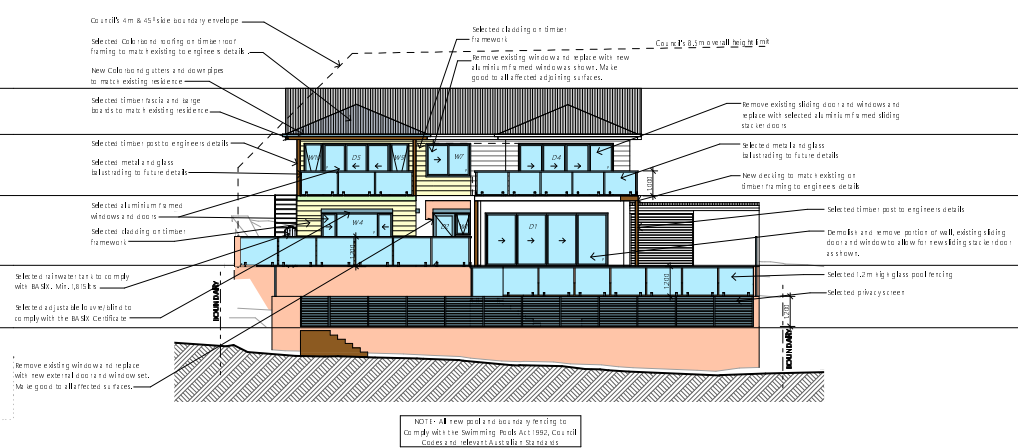 Council's 4m & 45° side boundary envelope
Selected Colorbond roofing on timber roof
framing to match existing to engineers details .
New Colorbond gutters and downpipes
to match existing residence
Selected timber fascia and barge
boards to match existing residence
Selected timber post to engineers details
Selected metal and glass
balustrading to future details
Selected aluminium framed
windows and doors
Selected cladding on timber
framework
Selected rainwater tank to comply
with BASIX. Min. 1,815lts
Selected adjustable louvre/blind to
comply with the BASIX Certificate
Remove existing window and replace
with new external door and window set.
Make good to all affected surfaces.
Selected cladding on timber
framework
Remove existing window and replace with new
aluminium framed window as shown. Make
good to all affected adjoining surfaces.
Council's 8.5m overall height limit
Remove existing sliding door and windows and
replace with selected aluminium framed sliding
stacker doors
Selected metal and glass
balustrading to future details
New decking to match existing on
timber framing to engineers details
Selected timber post to engineers details
Demolish and remove portion of wall, existing sliding
door and window to allow for new sliding stacker door
as shown.
Selected 1.2m high glass pool fencing
Selected privacy screen
D5
W7
D4
W4
D1
1000
1200
1200
BOUNDARY
BOUNDARY
NOTE- All new pool and boundary fencing to
Comply with the Swimming Pools Act 1992, Council
Codes and relevant Australian Standards